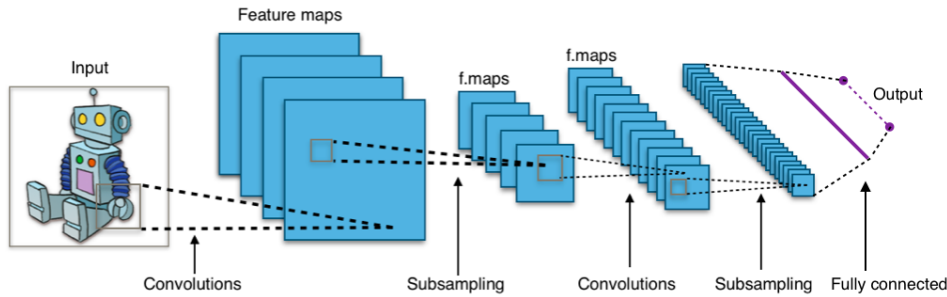 Feature maps
Input
f.maps
f.maps
Output
Convolutions
Subsampling
Convolutions
Subsampling
Fully connected